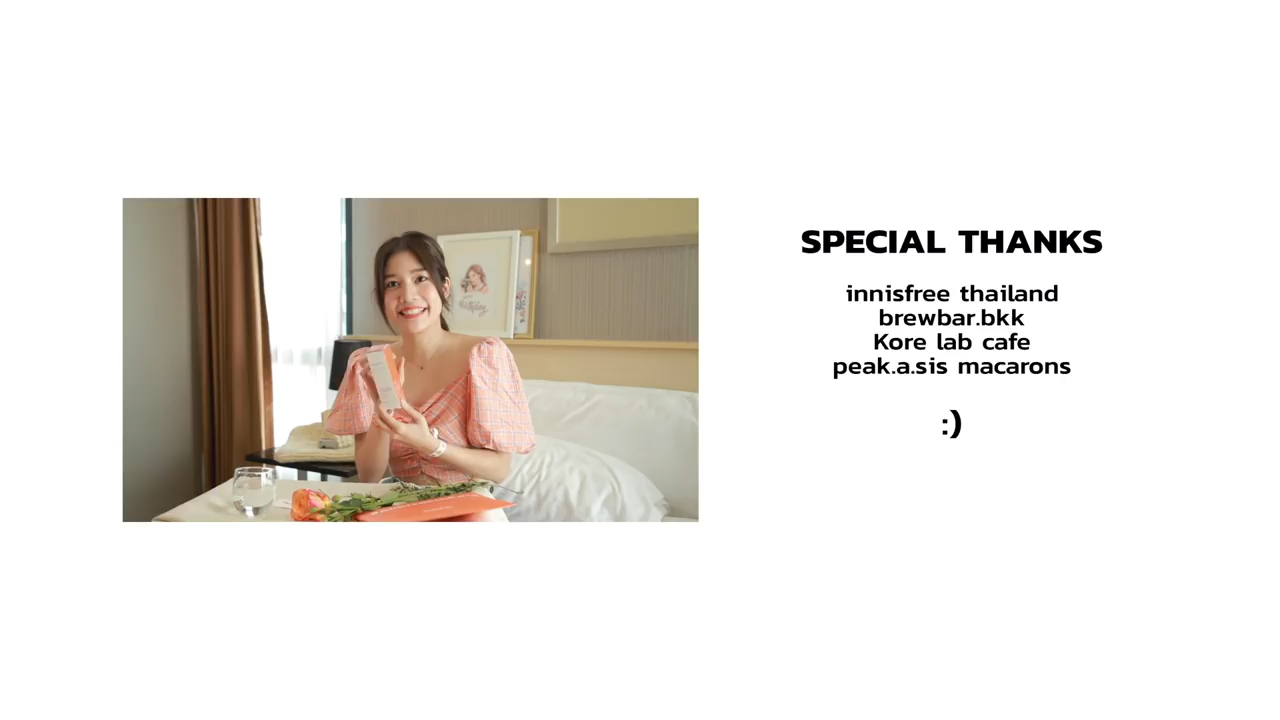 SPECIAL THANKS
innisfree thailand
brewbar.bkk
Kore lab cafe
peak.a.sis macarons
:)